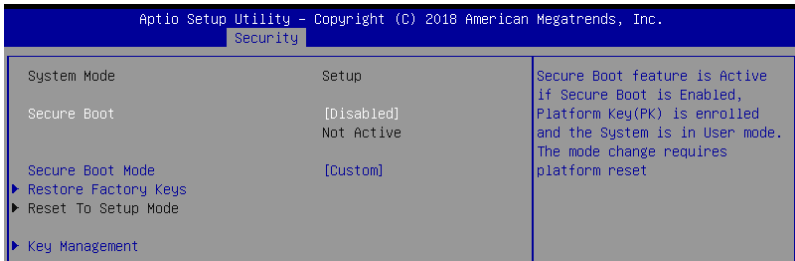 Aptio Setup Utility – Copyright (C) 2018 American Megatrends, Inc.
Security
System Mode Setup
Secure Boot [Disabled]
Not Active
Secure Boot Mode [Custom]
Restore Factory Keys
Reset To Setup Mode
Key Management
Secure Boot feature is Active
if Secure Boot is Enabled,
Platform Key(PK) is enrolled
and the System is in User mode.
The mode change requires
platform reset